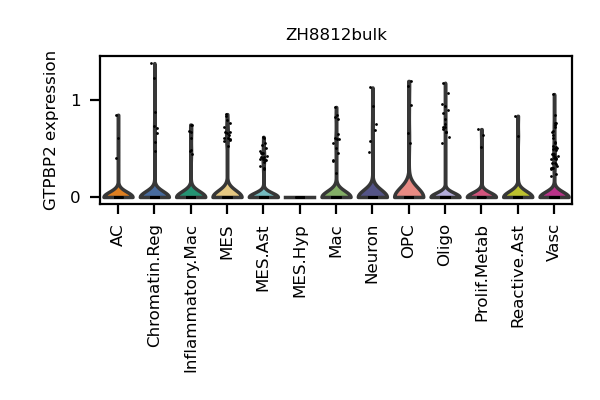 ZH8812bulk
GTPBP2 expression
1
0
AC
Chromatin.Reg
Inflammatory.Mac
MES
MES.Ast
MES.Hyp
Mac
Neuron
OPC
Oligo
Prolif.Metab
Reactive.Ast
Vasc